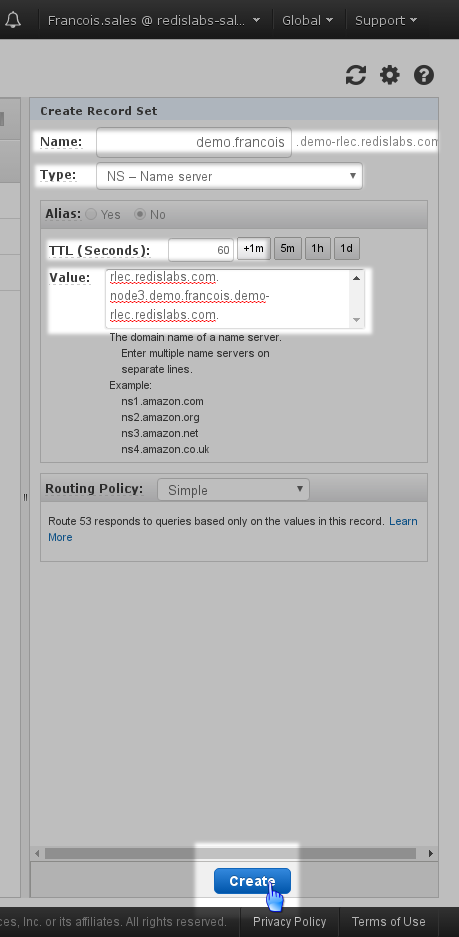 Francois.sales @ redislabs-sal... Global Support
Create Record Set
Name: demo.francois .demo-rlec.redislabs.com
Type: NS – Name server
Alias: Yes No
TTL (Seconds): 60 +1m 5m 1h 1d
Value: rlec.redislabs.com.
node3.demo.francois.demo-
rlec.redislabs.com.
The domain name of a name server.
Enter multiple name servers on
separate lines.
Example:
ns1.amazon.com
ns2.amazon.org
ns3.amazon.net
ns4.amazon.co.uk
Routing Policy: Simple
Route 53 responds to queries based only on the values in this record. Learn
More
Create
ces, Inc. or its affiliates. All rights reserved. Privacy Policy Terms of Use